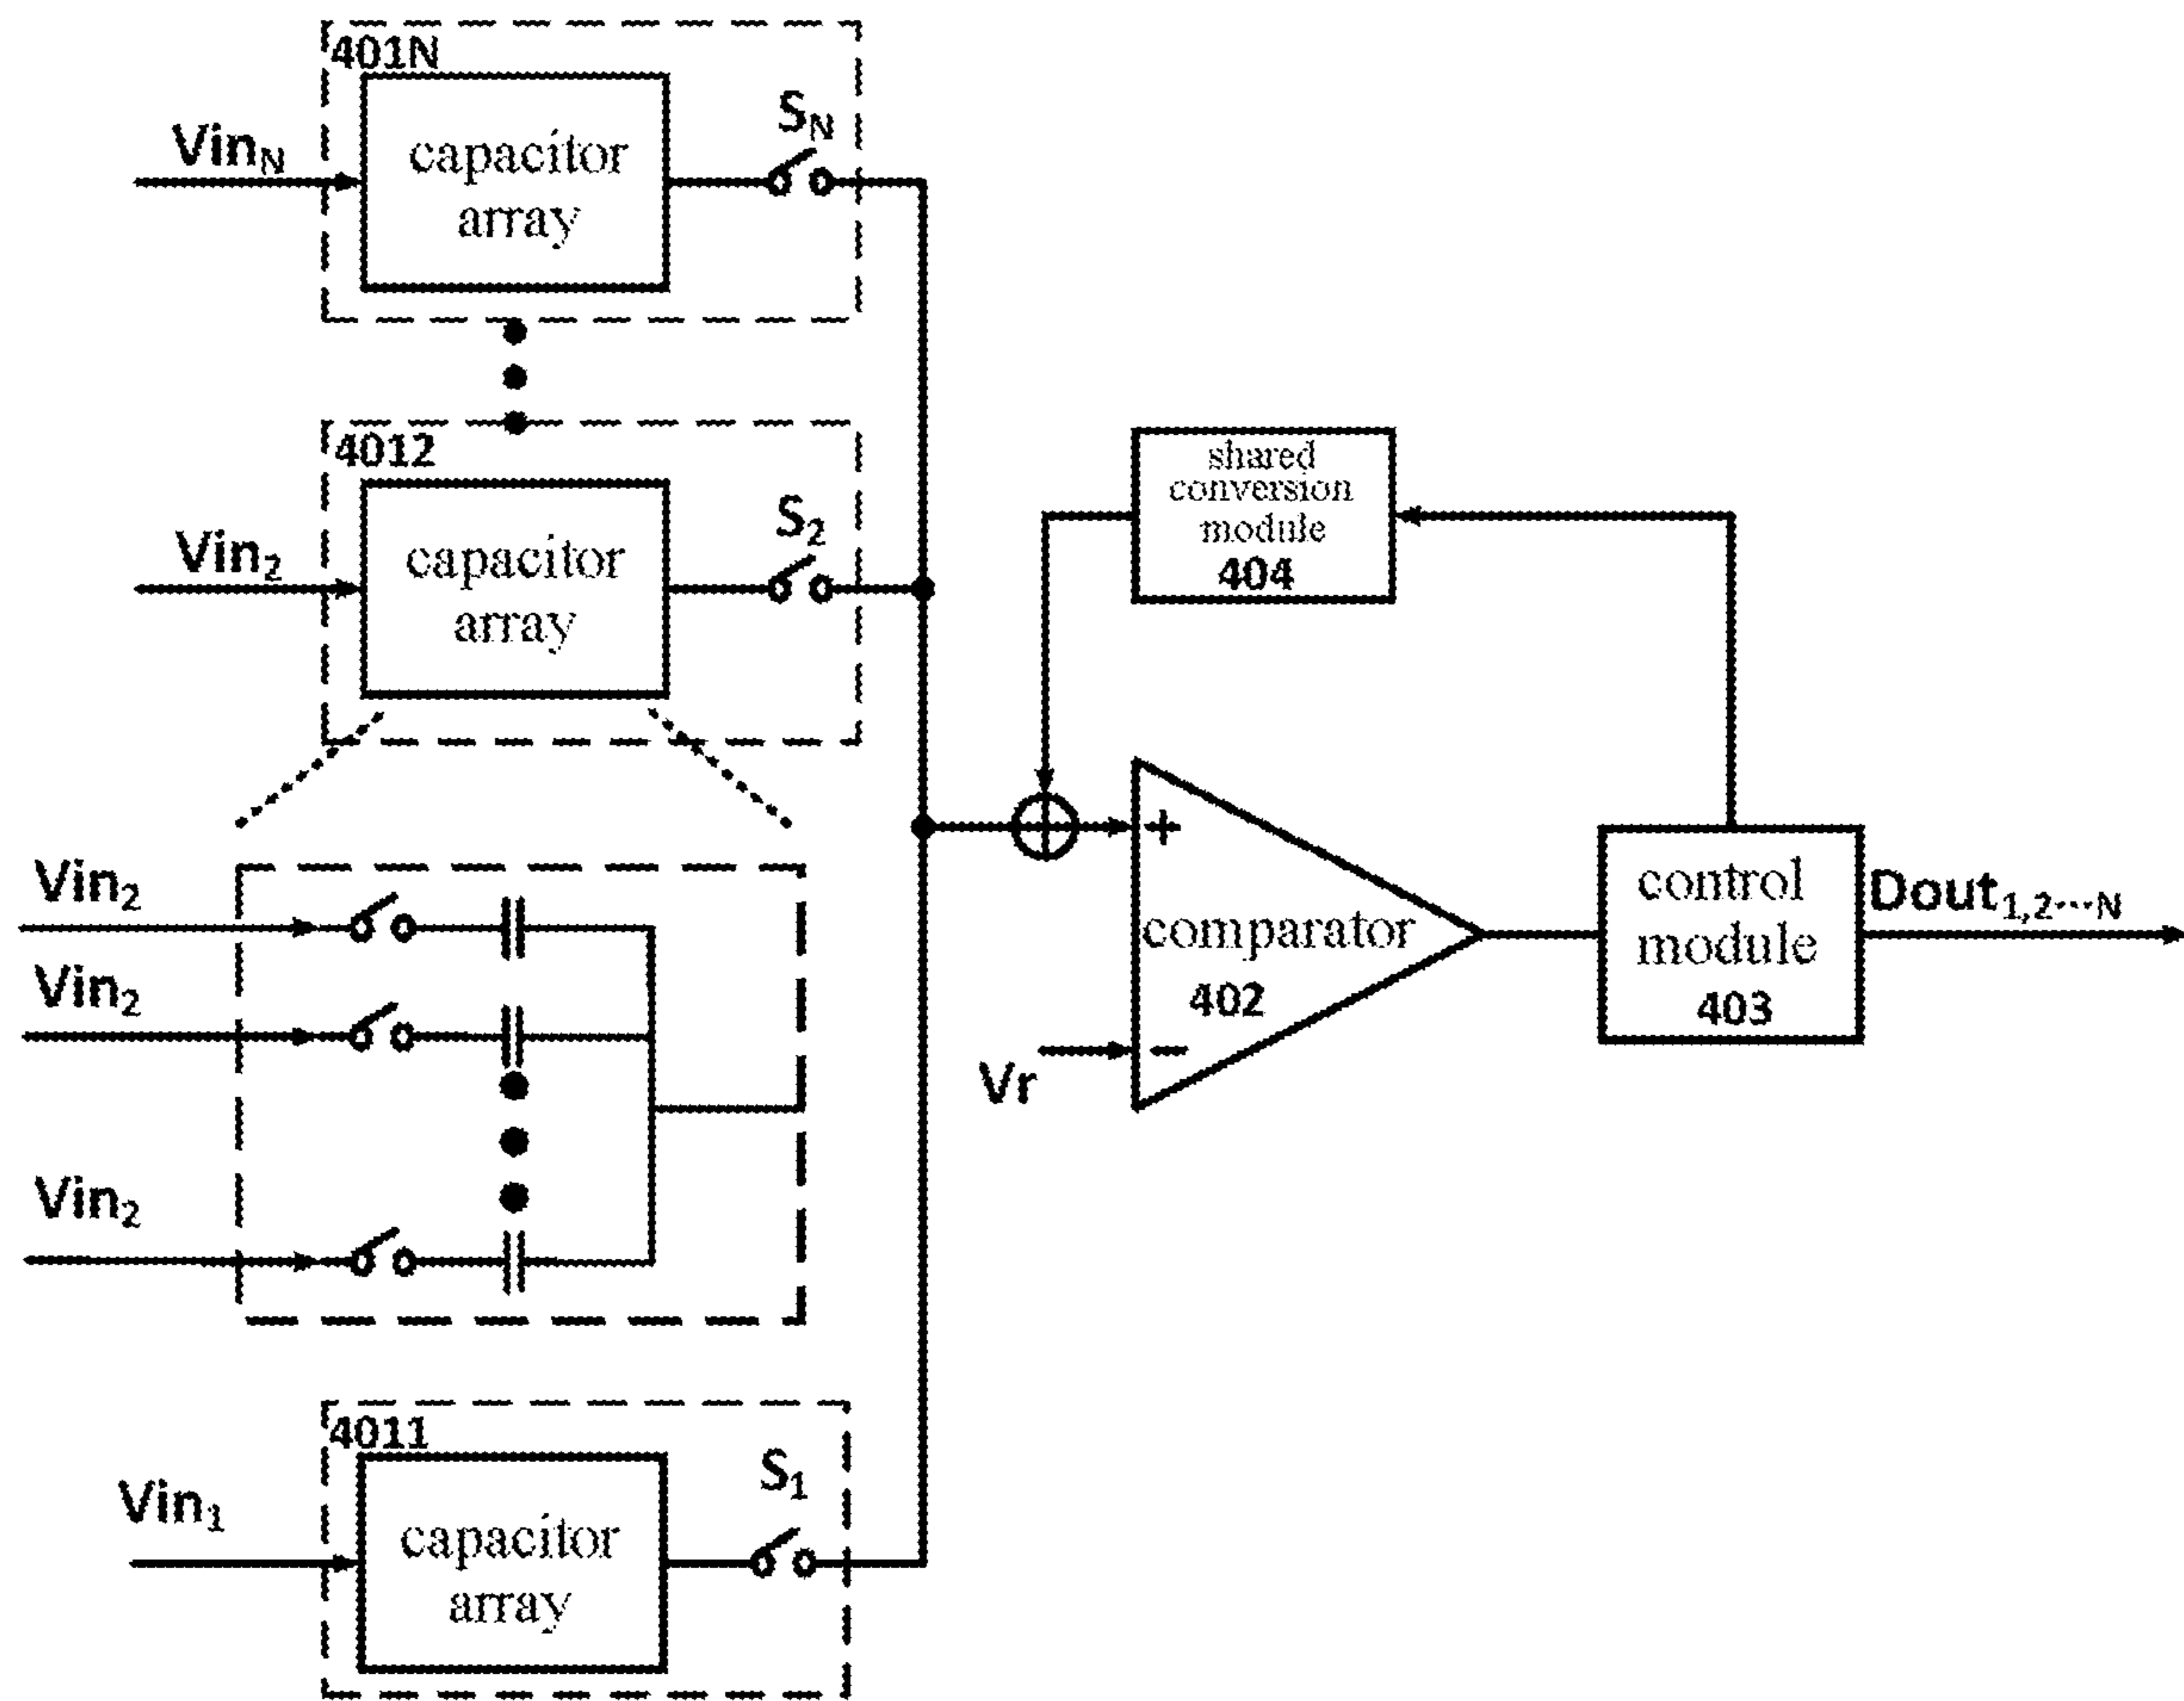 401N
Vin_N
capacitor
array
S_N
4012
Vin_2
capacitor
array
S_2
shared
conversion
module
404
Vin_2
Vin_2
Vin_2
+
comparator
402
−
Vr
control
module
403
Dout_1,2⋯N
4011
Vin_1
capacitor
array
S_1